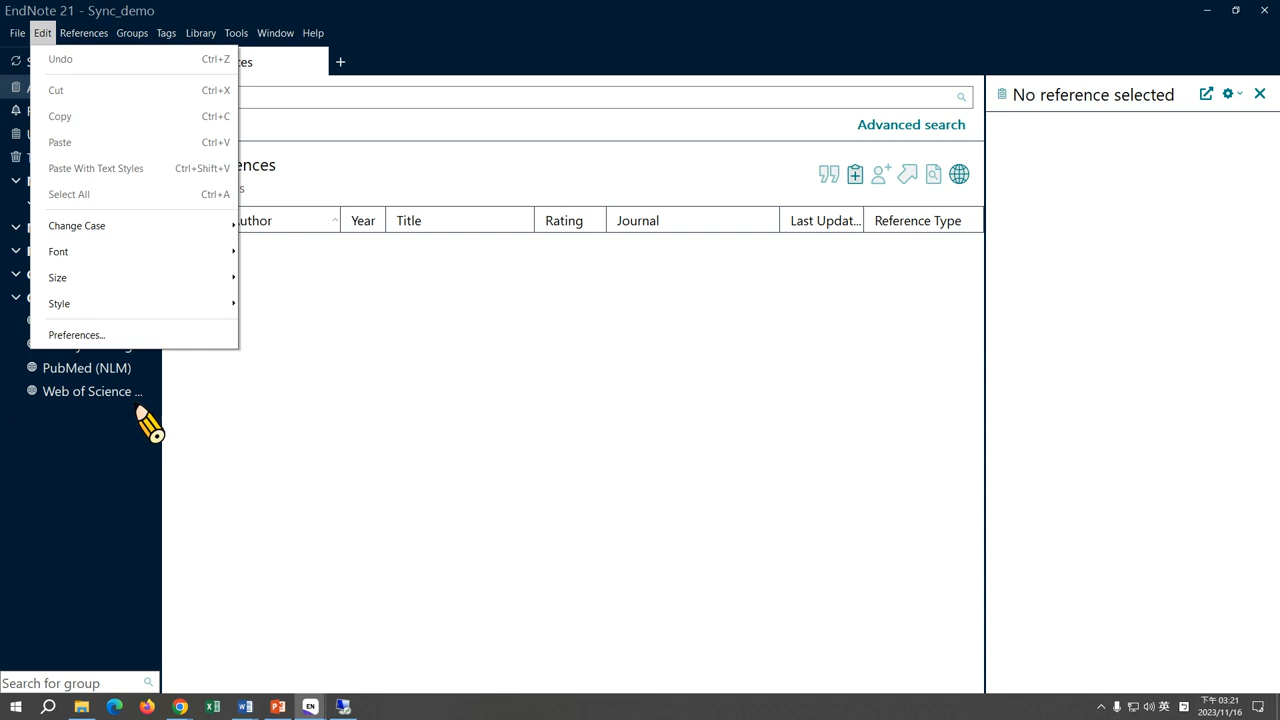 EndNote 21 - Sync_demo
File Edit References Groups Tags Library Tools Window Help
Undo Ctrl+Z
Cut Ctrl+X
Copy Ctrl+C
Paste Ctrl+V
Paste With Text Styles Ctrl+Shift+V
Select All Ctrl+A
Change Case
Font
Size
Style
Preferences...
PubMed (NLM)
Web of Science ...
Search for group
Advanced search
Year Title Rating Journal Last Updat... Reference Type
No reference selected
EN
下午 03:21
2023/11/16
英